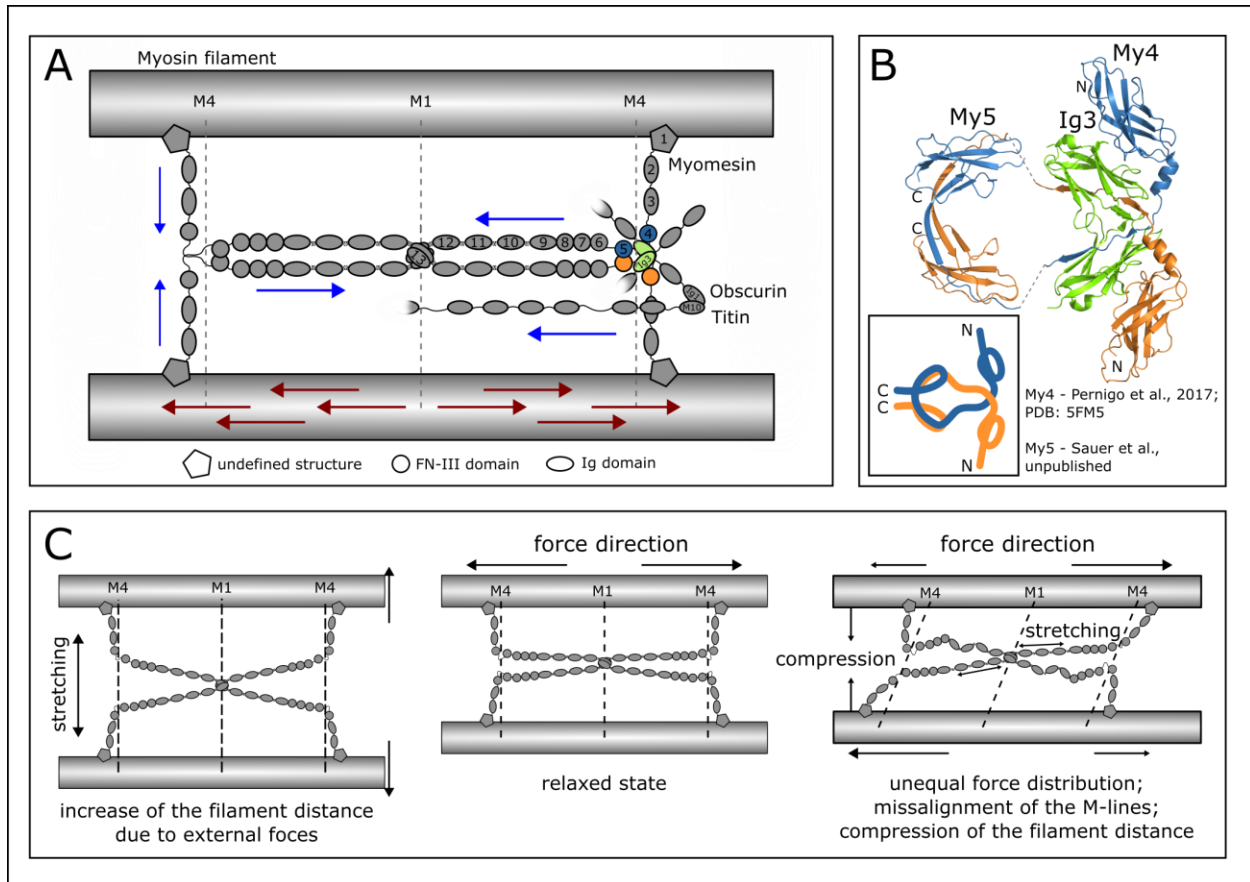 A
Myosin filament
M4
M1
M4
1
Myomesin
2
3
4
12 11 10 9 8 7 6
5
13
Ig3
Obscurin
Ig1
Titin
M10
undefined structure
FN-III domain
Ig domain
B
My4
N
My5
Ig3
C
C
N
N
C
C
N
My4 - Pernigo et al., 2017;
PDB: 5FM5
My5 - Sauer et al.,
unpublished
C
M4
M1
M4
stretching
increase of the filament distance
due to external foces
force direction
M4
M1
M4
relaxed state
force direction
M4
M1
M4
stretching
compression
unequal force distribution;
missalignment of the M-lines;
compression of the filament distance